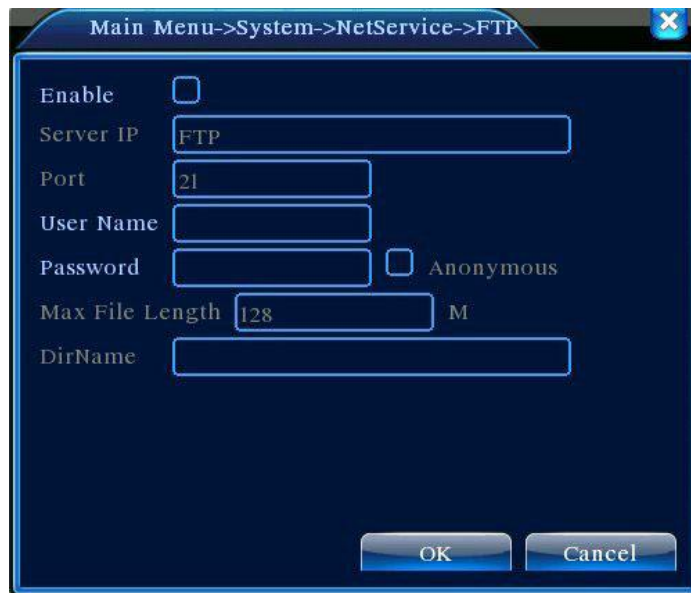 Main Menu->System->NetService->FTP
Enable
Server IP FTP
Port 21
User Name
Password Anonymous
Max File Length 128 M
DirName
OK Cancel